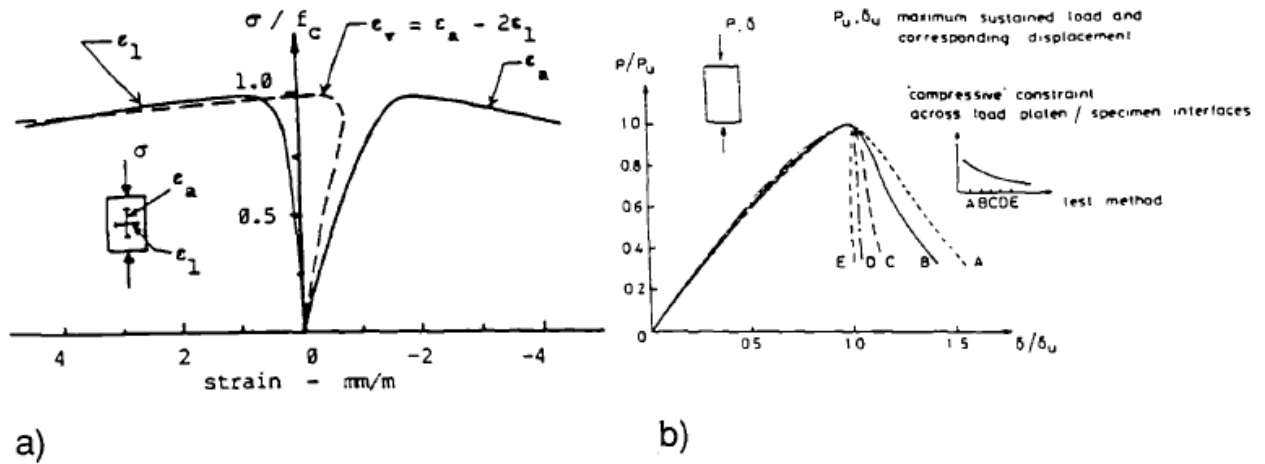 σ / f_c
ε_v = ε_a - 2ε_1
ε_1
ε_a
1.0
σ
ε_a
0.5
ε_1
4 2 0 -2 -4
strain - mm/m
a)
P,δ
P_u,δ_u maximum sustained load and
corresponding displacement
P/P_u
'compressive' constraint
across load platen / specimen interfaces
1.0
0.8
0.6
0.4
0.2
0
A B C D E
test method
E D C B A
0.5 1.0 1.5 δ/δ_u
b)